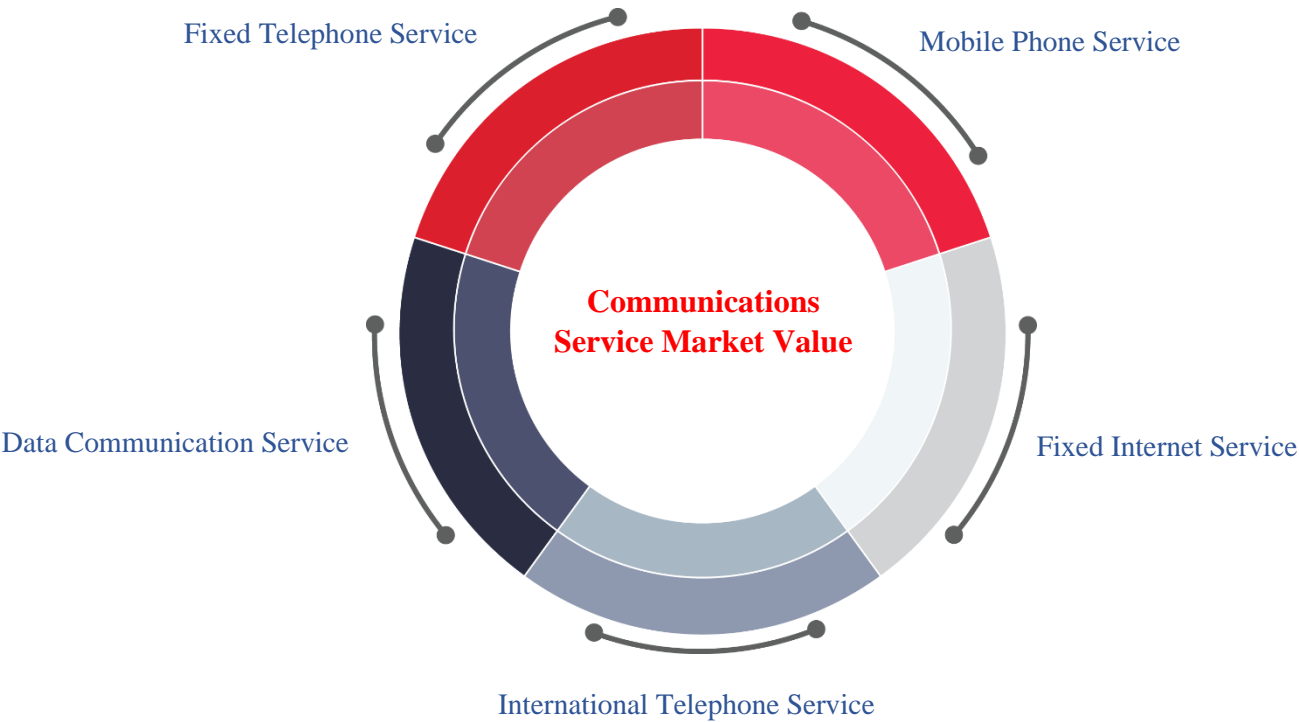 Fixed Telephone Service
Mobile Phone Service
Communications
Service Market Value
Data Communication Service
Fixed Internet Service
International Telephone Service